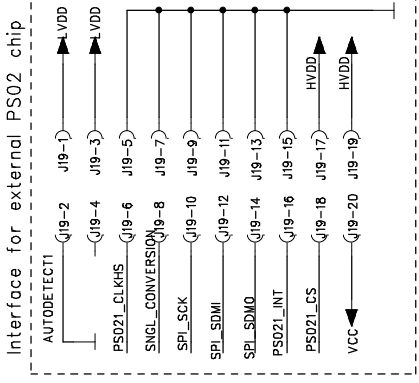 Interface for external PS02 chip
LVDD
LVDD
HVDD
HVDD
J19-1
J19-3
J19-5
J19-7
J19-9
J19-11
J19-13
J19-15
J19-17
J19-19
J19-2
J19-4
J19-6
J19-8
J19-10
J19-12
J19-14
J19-16
J19-18
J19-20
AUTODETECT1
PS021_CLKHS
SNGL_CONVERSION
SPI_SCK
SPI_SDMI
SPI_SDMO
PS021_INT
PS021_CS
VCC